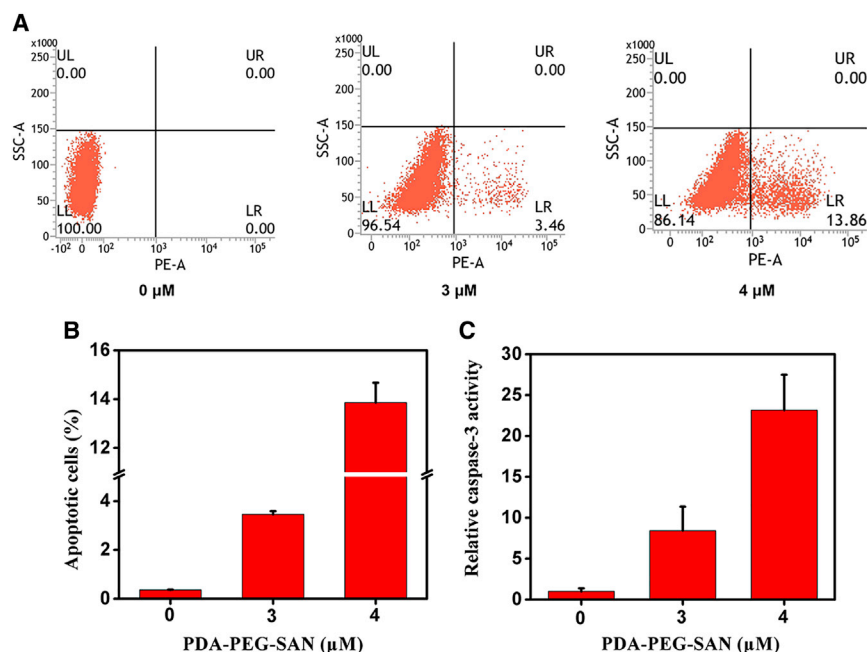 A
x1000
250
200
150
100
50
0
UL
0.00
UR
0.00
LL
100.00
LR
0.00
SSC-A
-10² 0 10² 10³ 10⁴ 10⁵
PE-A
0 µM
x1000
250
200
150
100
50
0
UL
0.00
UR
0.00
LL
96.54
LR
3.46
SSC-A
0 10² 10³ 10⁴ 10⁵
PE-A
3 µM
x1000
250
200
150
100
50
0
UL
0.00
UR
0.00
LL
86.14
LR
13.86
SSC-A
0 10² 10³ 10⁴ 10⁵
PE-A
4 µM
B
16
14
12
4
2
0
Apoptotic cells (%)
0 3 4
PDA-PEG-SAN (µM)
C
30
25
20
15
10
5
0
Relative caspase-3 activity
0 3 4
PDA-PEG-SAN (µM)